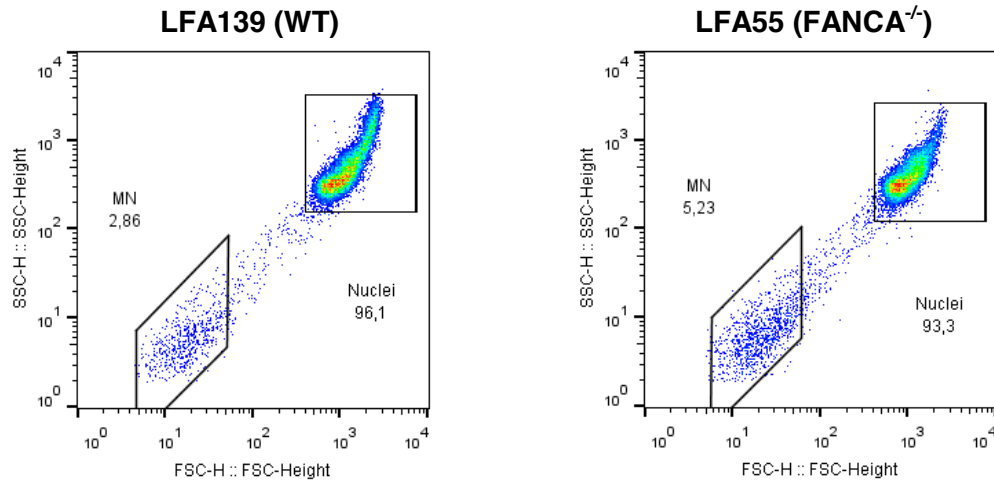 LFA139 (WT)
10^4
10^3
10^2
10^1
10^0
SSC-H :: SSC-Height
MN
2,86
Nuclei
96,1
10^0 10^1 10^2 10^3 10^4
FSC-H :: FSC-Height
LFA55 (FANCA^-/-)
10^4
10^3
10^2
10^1
10^0
SSC-H :: SSC-Height
MN
5,23
Nuclei
93,3
10^0 10^1 10^2 10^3 10^4
FSC-H :: FSC-Height